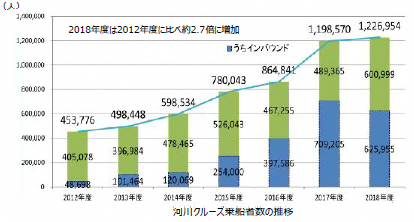 (人)
1,400,000
2018年度は2012年度に比べ約2.7倍に増加
1,198,570
1,226,954
1,200,000
うちインバウンド
1,000,000
780,043
864,841
489,365
600,999
800,000
598,534
453,776
498,448
526,043
467,255
600,000
400,000
405,078
396,984
478,465
709,205
625,955
397,586
200,000
254,000
48,698
101,464
120,069
0
2012年度
2013年度
2014年度
2015年度
2016年度
2017年度
2018年度
河川クルーズ乗船者数の推移